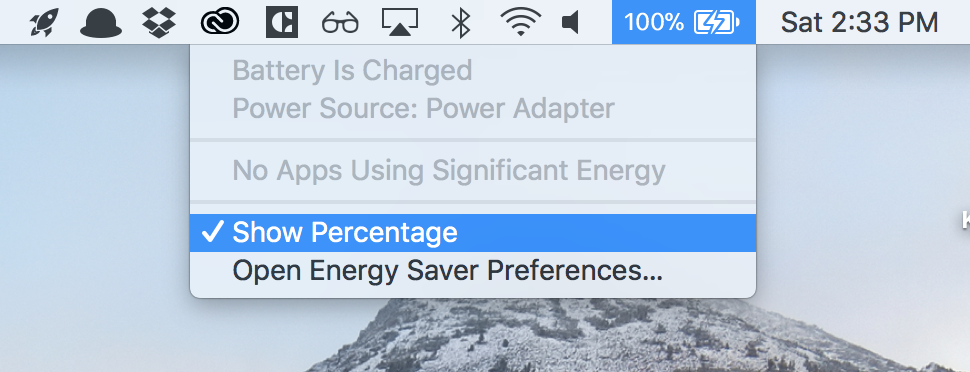 100% Sat 2:33 PM
Battery Is Charged
Power Source: Power Adapter
No Apps Using Significant Energy
✓ Show Percentage
Open Energy Saver Preferences...
K